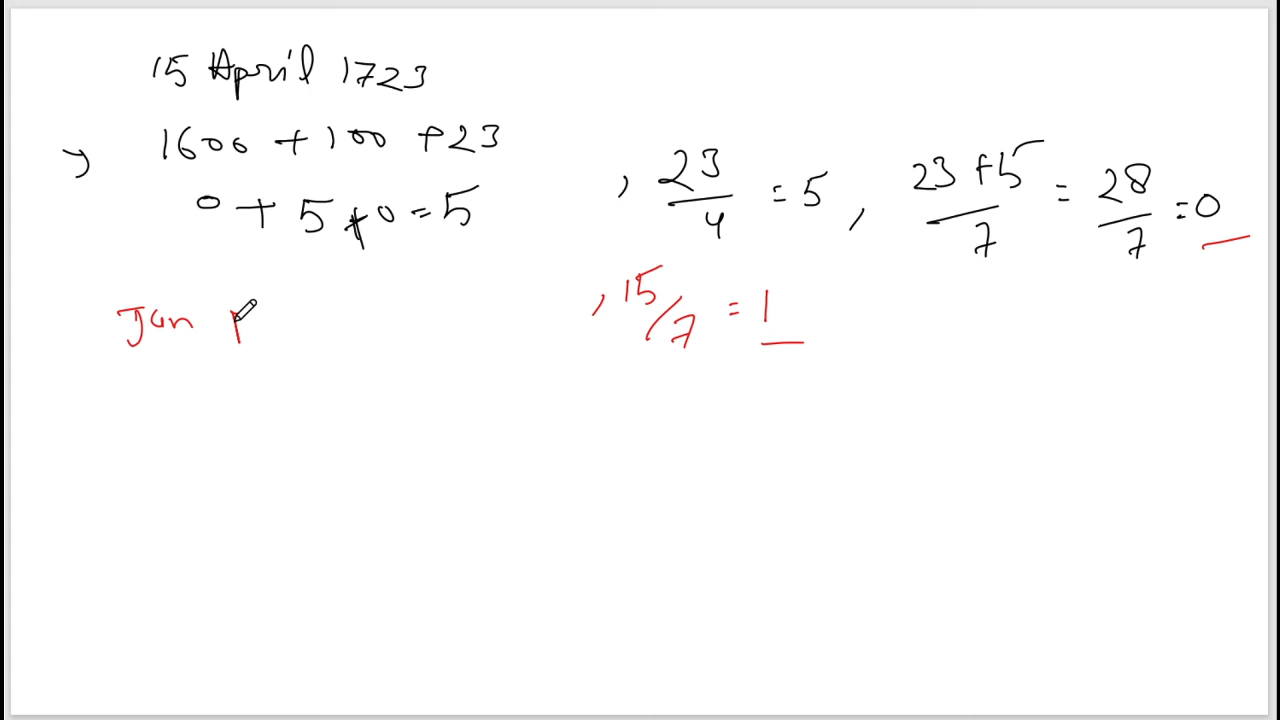 15 April 1723
→ 1600 + 100 + 23
0 + 5 + 0 = 5
, 23/4 = 5 , 23+5/7 = 28/7 = 0
Jan
, 15/7 = 1